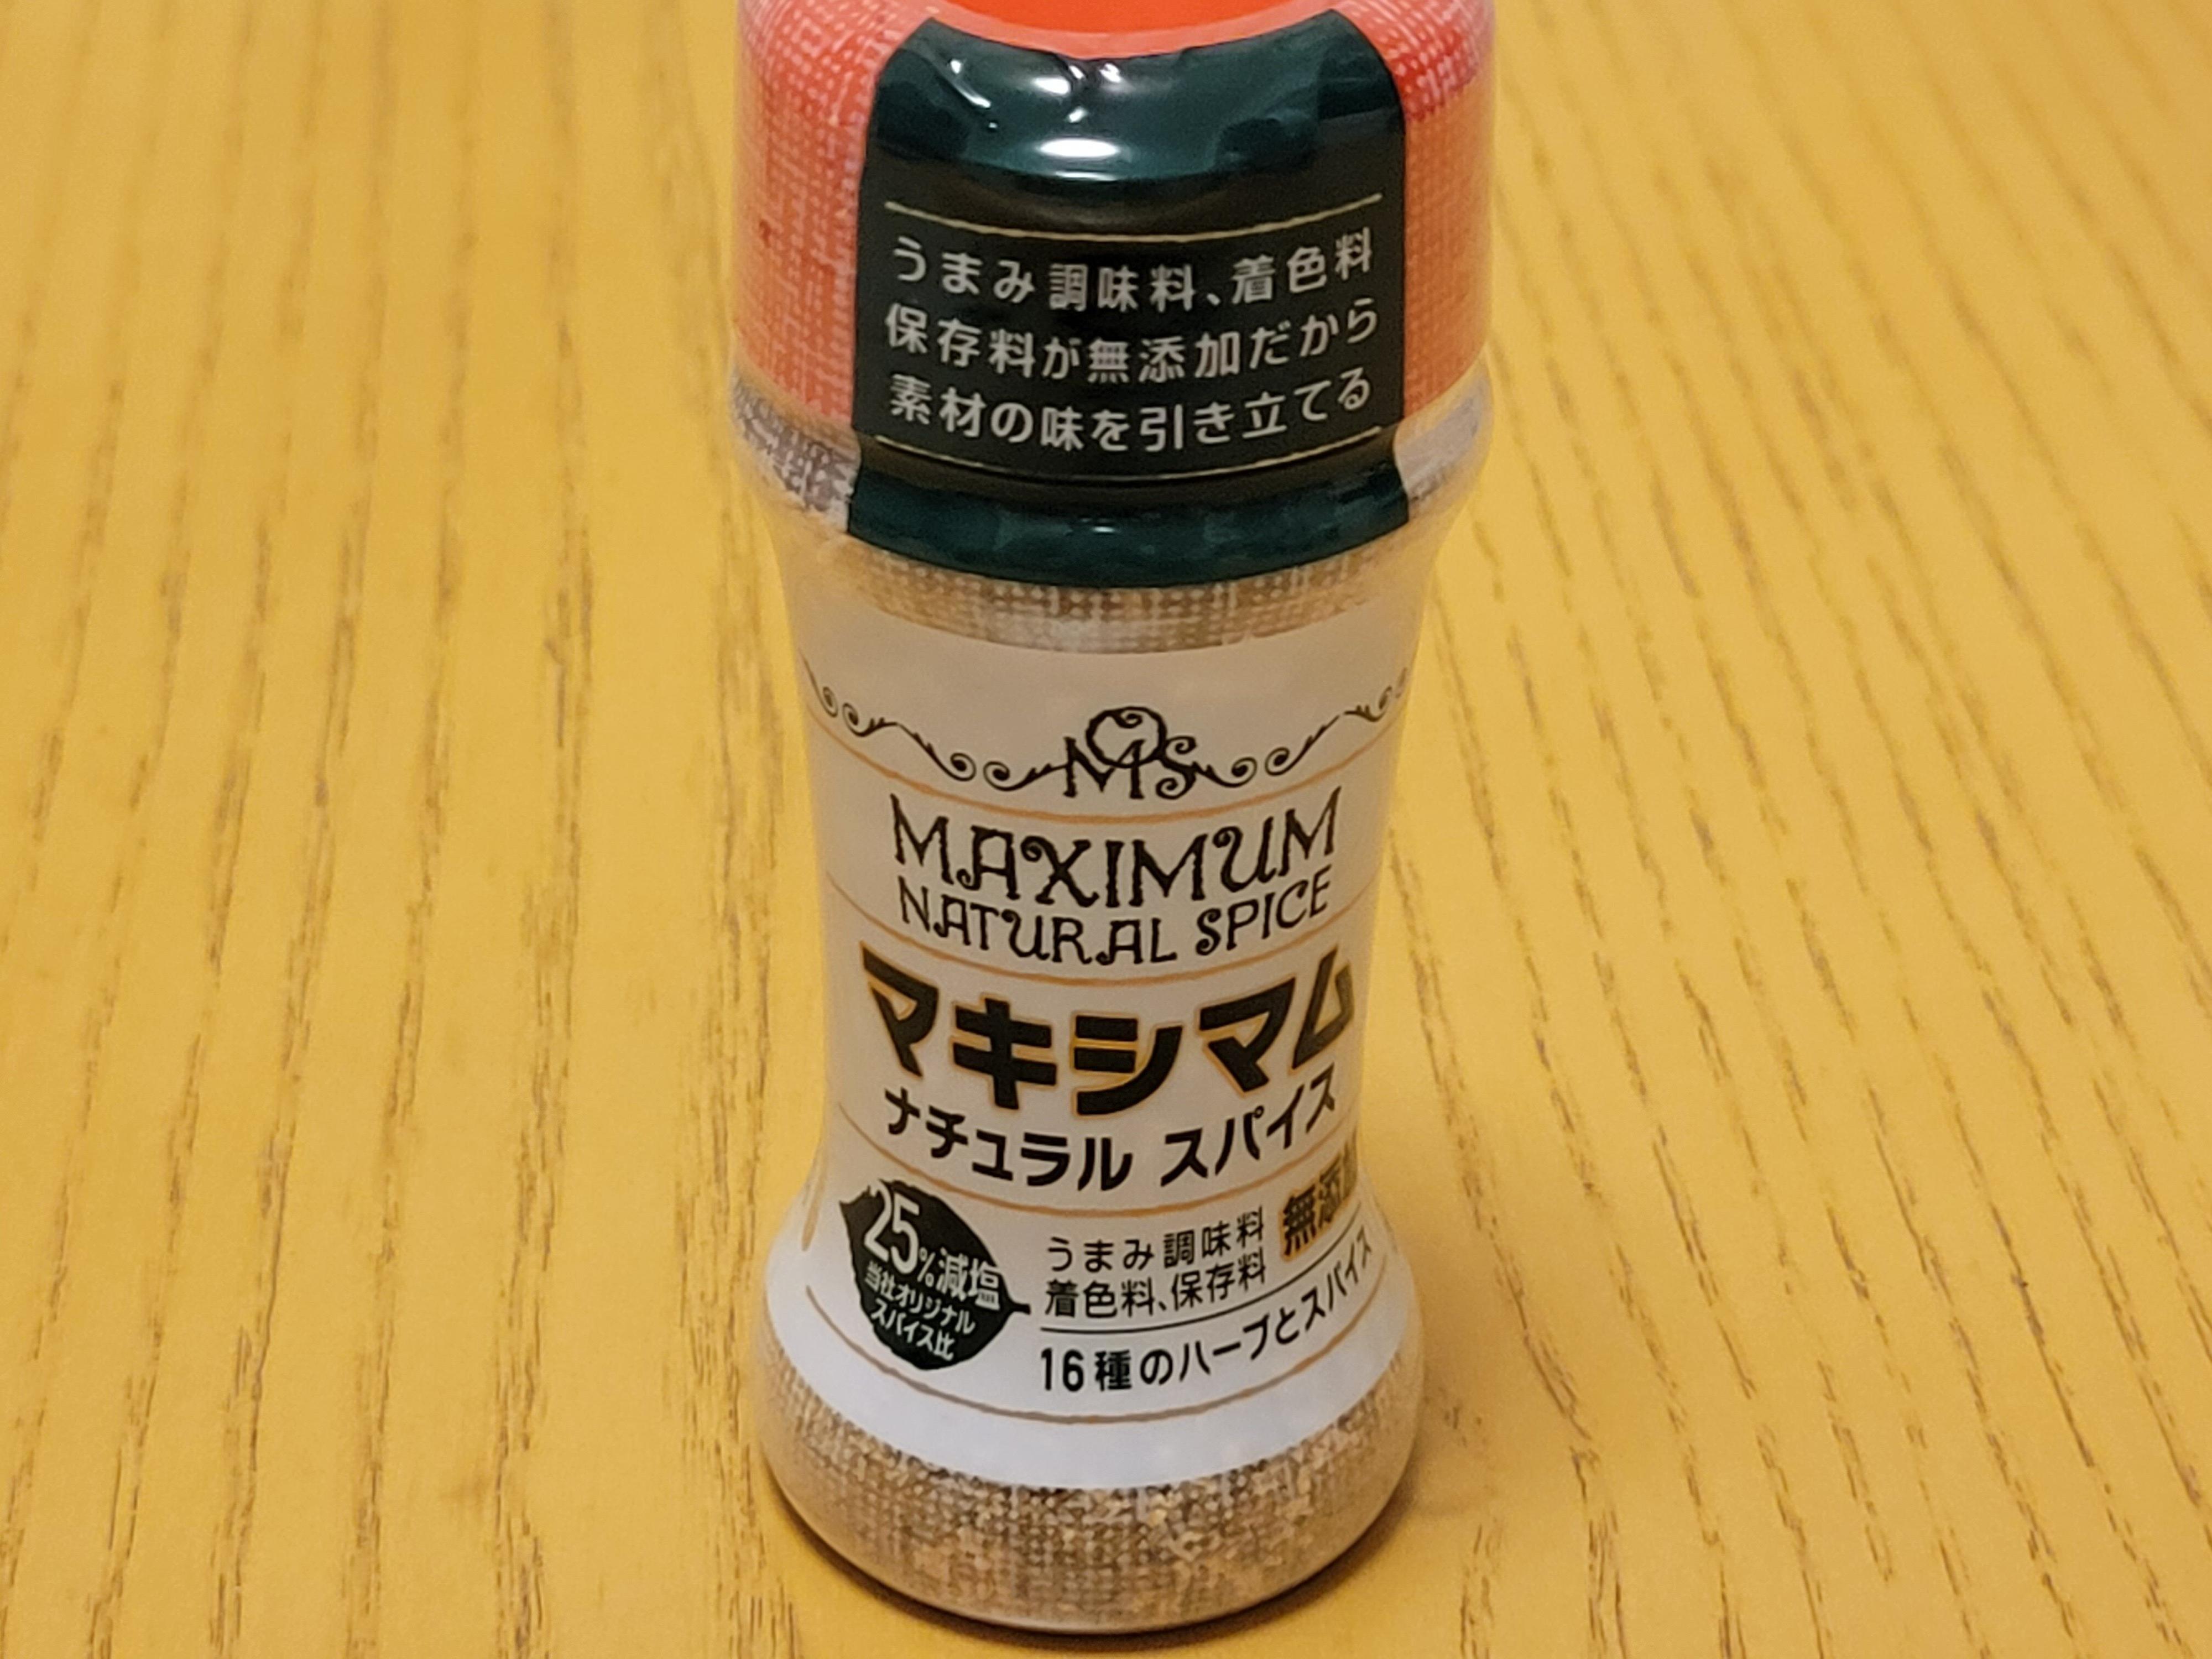 うまみ調味料、着色料
保存料が無添加だから
素材の味を引き立てる
MS
MAXIMUM
NATURAL SPICE
マキシマム
ナチュラル スパイス
25%減塩
当社オリジナル
スパイス比
うまみ調味料
着色料、保存料
無添加
16種のハーブとスパイス